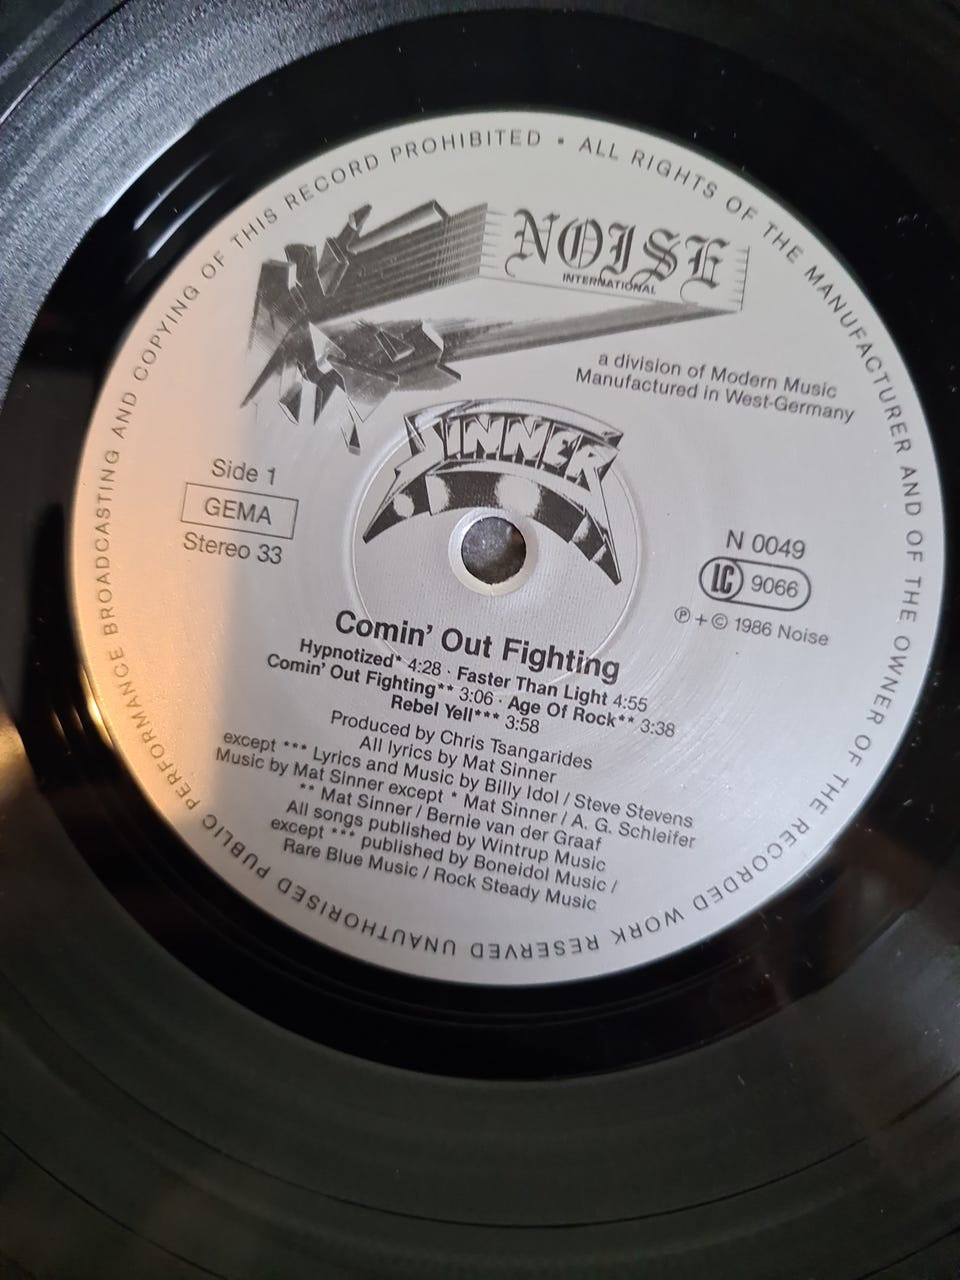 UNAUTHORISED PUBLIC PERFORMANCE BROADCASTING AND COPYING OF THIS RECORD PROHIBITED • ALL RIGHTS OF THE MANUFACTURER AND OF THE OWNER OF THE RECORDED WORK RESERVED
NOISE
INTERNATIONAL
a division of Modern Music
Manufactured in West-Germany
SINNER
Side 1
GEMA
Stereo 33
N 0049
LC 9066
℗ + © 1986 Noise
Comin' Out Fighting
Hypnotized* 4:28 · Faster Than Light 4:55
Comin' Out Fighting** 3:06 · Age Of Rock** 3:38
Rebel Yell*** 3:58
Produced by Chris Tsangarides
All lyrics by Mat Sinner
except *** Lyrics and Music by Billy Idol / Steve Stevens
Music by Mat Sinner except * Mat Sinner / A. G. Schleifer
** Mat Sinner / Bernie van der Graaf
All songs published by Wintrup Music
except *** published by Boneidol Music /
Rare Blue Music / Rock Steady Music